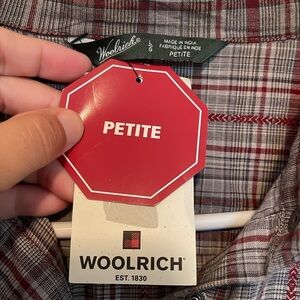 Woolrich®
L
G
MADE IN INDIA
FABRIQUÉ EN INDE
PETITE
PETITE
WOOLRICH®
EST. 1830